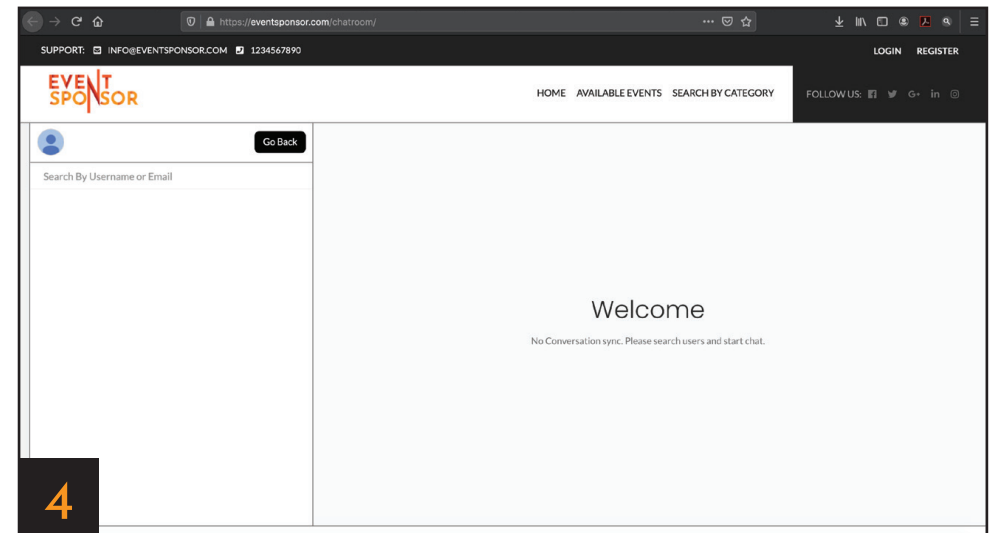 https://eventsponsor.com/chatroom/
SUPPORT: INFO@EVENTSPONSOR.COM 1234567890
LOGIN REGISTER
EVENT
SPONSOR
HOME AVAILABLE EVENTS SEARCH BY CATEGORY
FOLLOW US: G+ in
Go Back
Search By Username or Email
Welcome
No Conversation sync. Please search users and start chat.
4